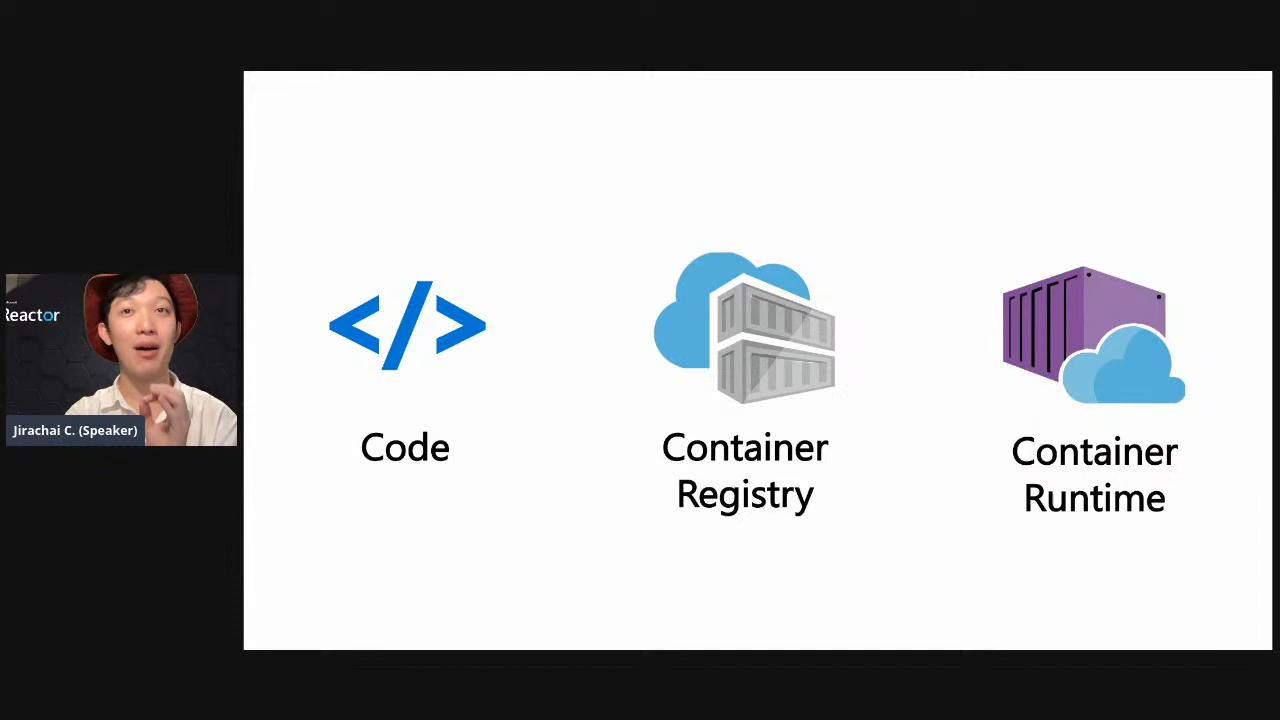 Reactor
Jirachai C. (Speaker)
</>
Code
Container
Registry
Container
Runtime